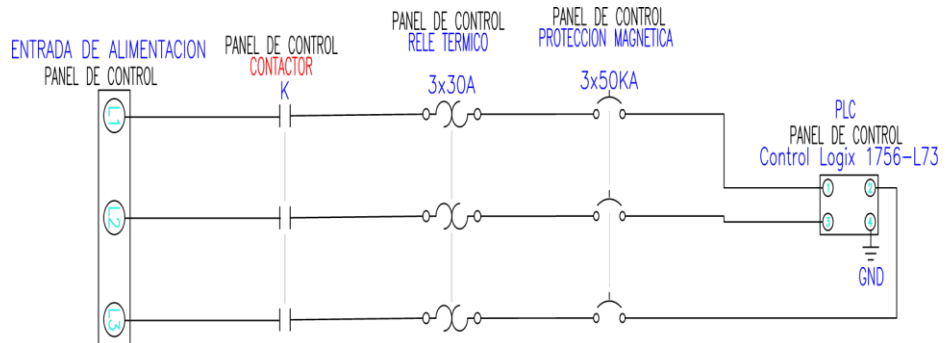 ENTRADA DE ALIMENTACION
PANEL DE CONTROL
PANEL DE CONTROL
CONTACTOR
K
PANEL DE CONTROL
RELE TERMICO
3x30A
PANEL DE CONTROL
PROTECCION MAGNETICA
3x50KA
PLC
PANEL DE CONTROL
Control Logix 1756-L73
L1
L2
L3
1
2
3
4
GND